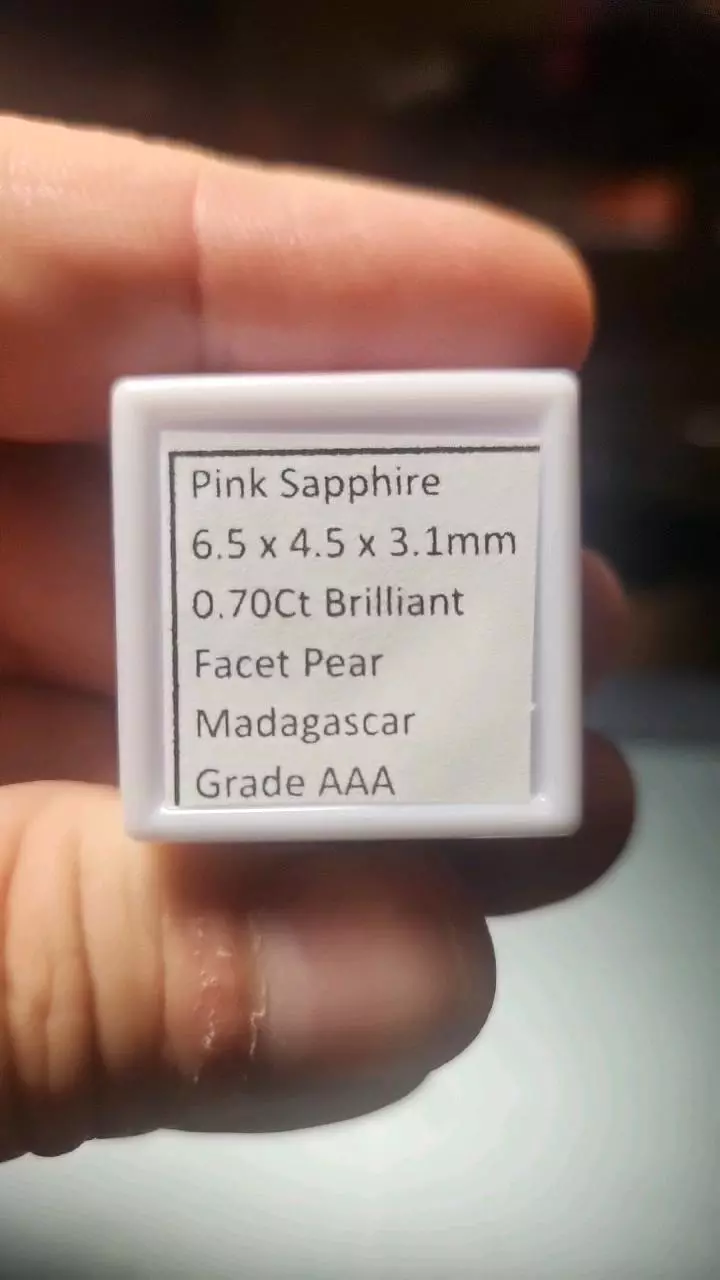 Pink Sapphire
6.5 x 4.5 x 3.1mm
0.70Ct Brilliant
Facet Pear
Madagascar
Grade AAA